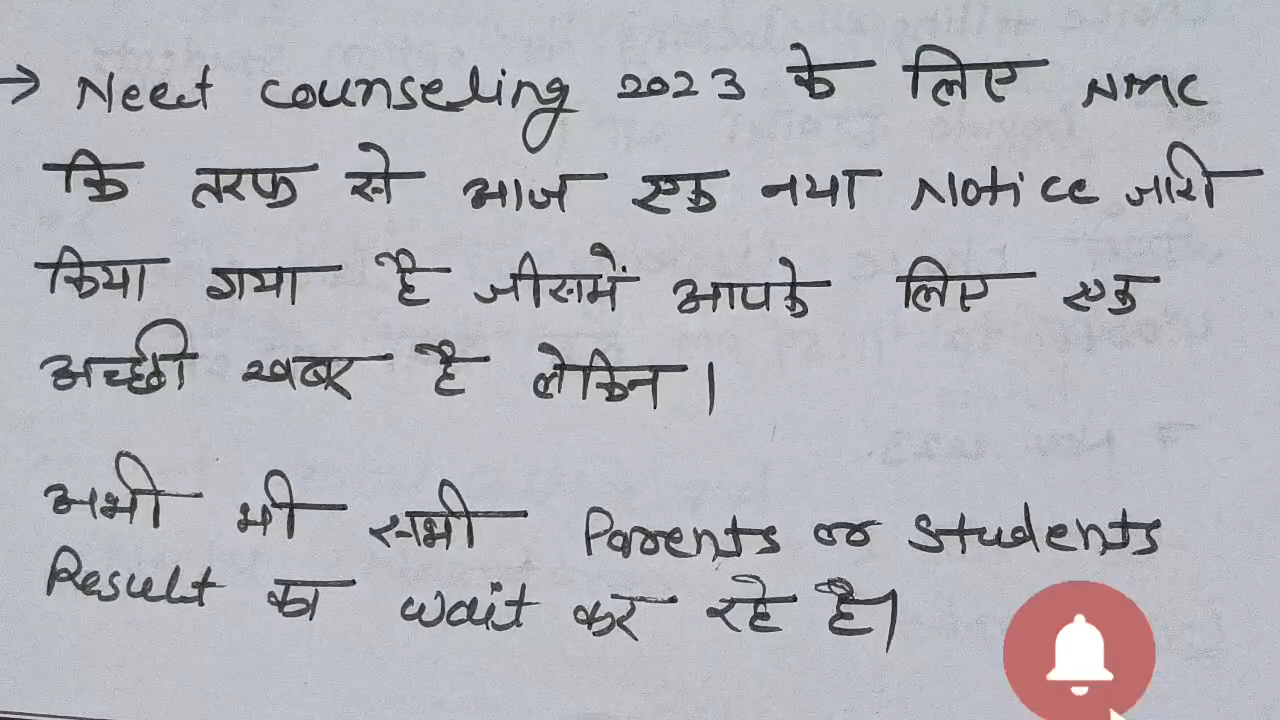 → Neet counseling 2023 के लिए NMC
कि तरफ से आज एक नया Notice जारी
किया गया है जीसमें आपके लिए एक
अच्छी खबर है लेकिन।
अभी भी सभी Parents or students
Result का wait कर रहे है।